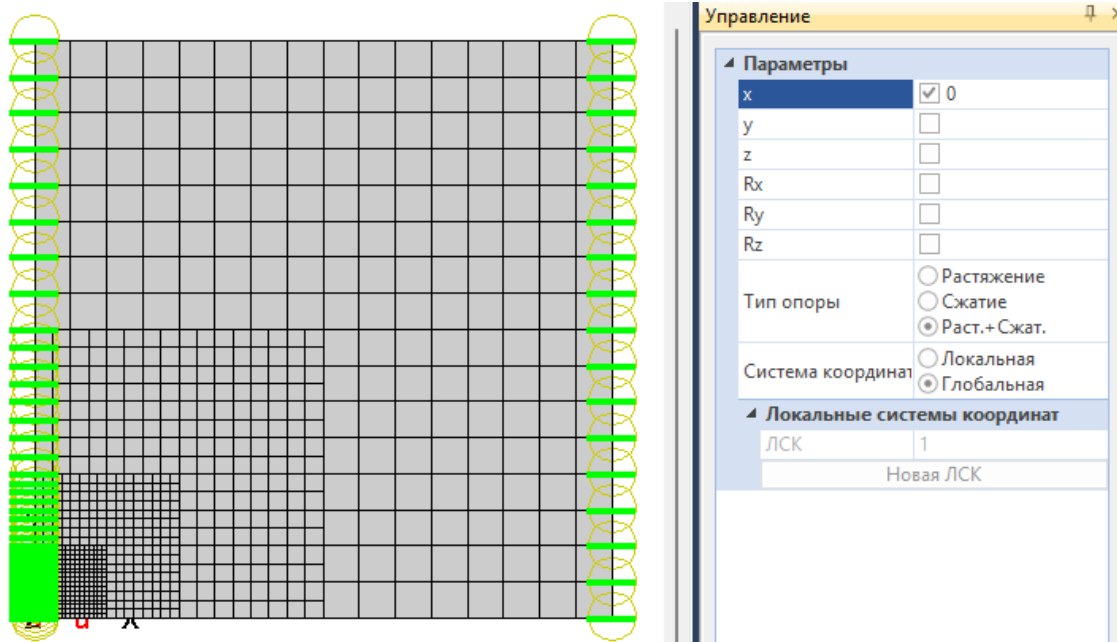 Управление
Параметры
x 0
y
z
Rx
Ry
Rz
Тип опоры
Растяжение
Сжатие
Раст.+Сжат.
Система координат
Локальная
Глобальная
Локальные системы координат
ЛСК 1
Новая ЛСК
u X